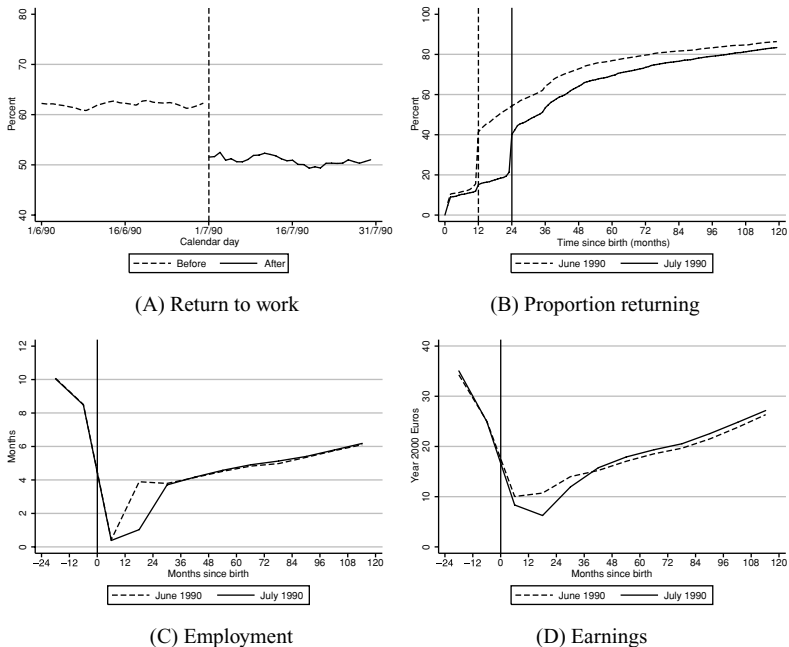 80
70
60
50
40
Percent
1/6/90 16/6/90 1/7/90 16/7/90 31/7/90
Calendar day
Before After
(A) Return to work
100
80
60
40
20
0
Percent
0 12 24 36 48 60 72 84 96 108 120
Time since birth (months)
June 1990 July 1990
(B) Proportion returning
12
10
8
6
4
2
0
Months
−24 −12 0 12 24 36 48 60 72 84 96 108 120
Months since birth
June 1990 July 1990
(C) Employment
40
30
20
10
0
Year 2000 Euros
−24 −12 0 12 24 36 48 60 72 84 96 108 120
Months since birth
June 1990 July 1990
(D) Earnings